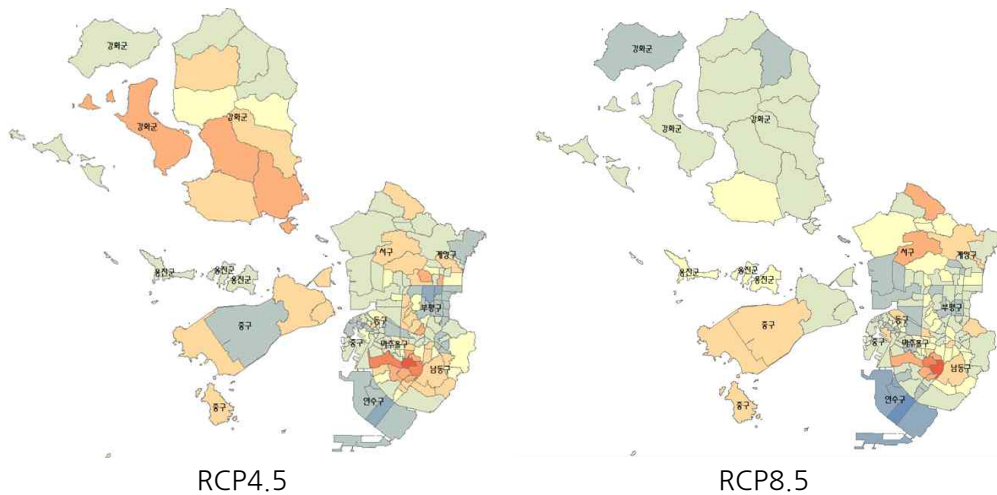 강화군
강화군
강화군
서구
계양구
옹진군
옹진군
옹진군
부평구
중구
동구
중구
미추홀구
남동구
연수구
중구
RCP4.5
강화군
강화군
강화군
서구
계양구
옹진군
옹진군
옹진군
부평구
중구
동구
중구
미추홀구
남동구
연수구
중구
RCP8.5